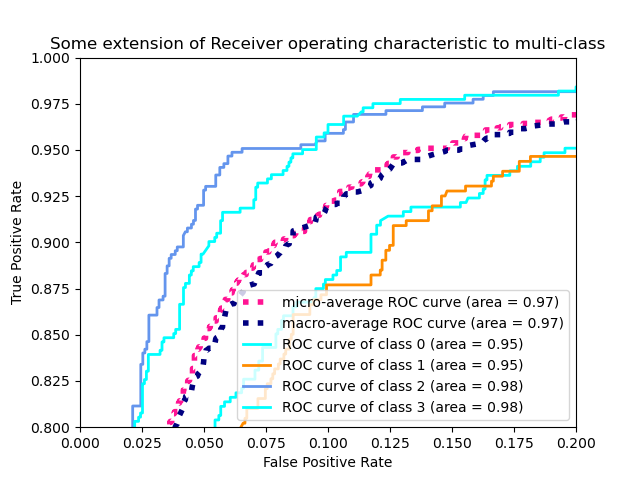 Some extension of Receiver operating characteristic to multi-class
1.000
0.975
0.950
0.925
0.900
0.875
0.850
0.825
0.800
True Positive Rate
micro-average ROC curve (area = 0.97)
macro-average ROC curve (area = 0.97)
ROC curve of class 0 (area = 0.95)
ROC curve of class 1 (area = 0.95)
ROC curve of class 2 (area = 0.98)
ROC curve of class 3 (area = 0.98)
0.000 0.025 0.050 0.075 0.100 0.125 0.150 0.175 0.200
False Positive Rate